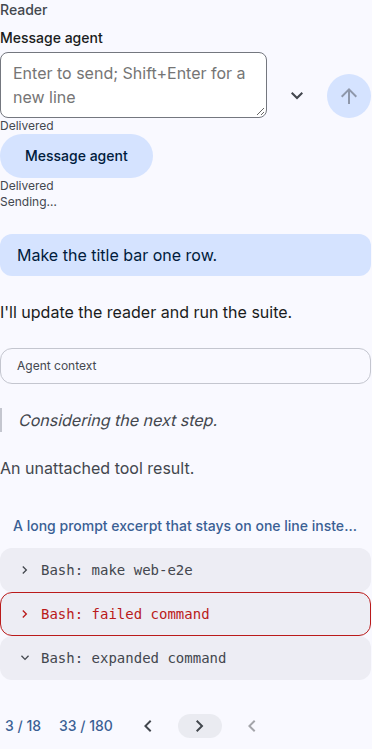 Reader
Message agent
Enter to send; Shift+Enter for a
new line
Delivered
Message agent
Delivered
Sending...
Make the title bar one row.
I'll update the reader and run the suite.
Agent context
Considering the next step.
An unattached tool result.
A long prompt excerpt that stays on one line inste...
Bash: make web-e2e
Bash: failed command
Bash: expanded command
3 / 18 33 / 180